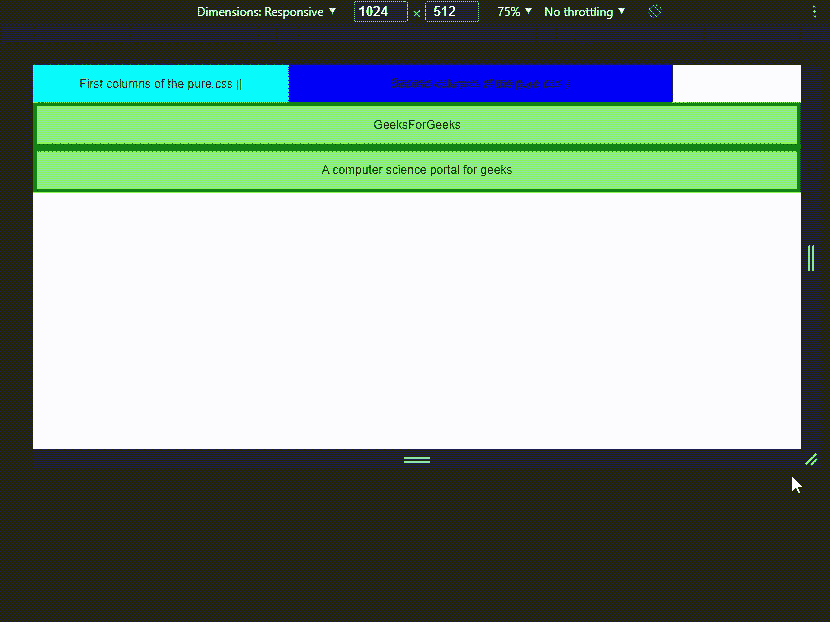 Dimensions: Responsive ▼ 1024 × 512 75% ▼ No throttling ▼
First columns of the pure.css ||
columns of the pure.css
GeeksForGeeks
A computer science portal for geeks